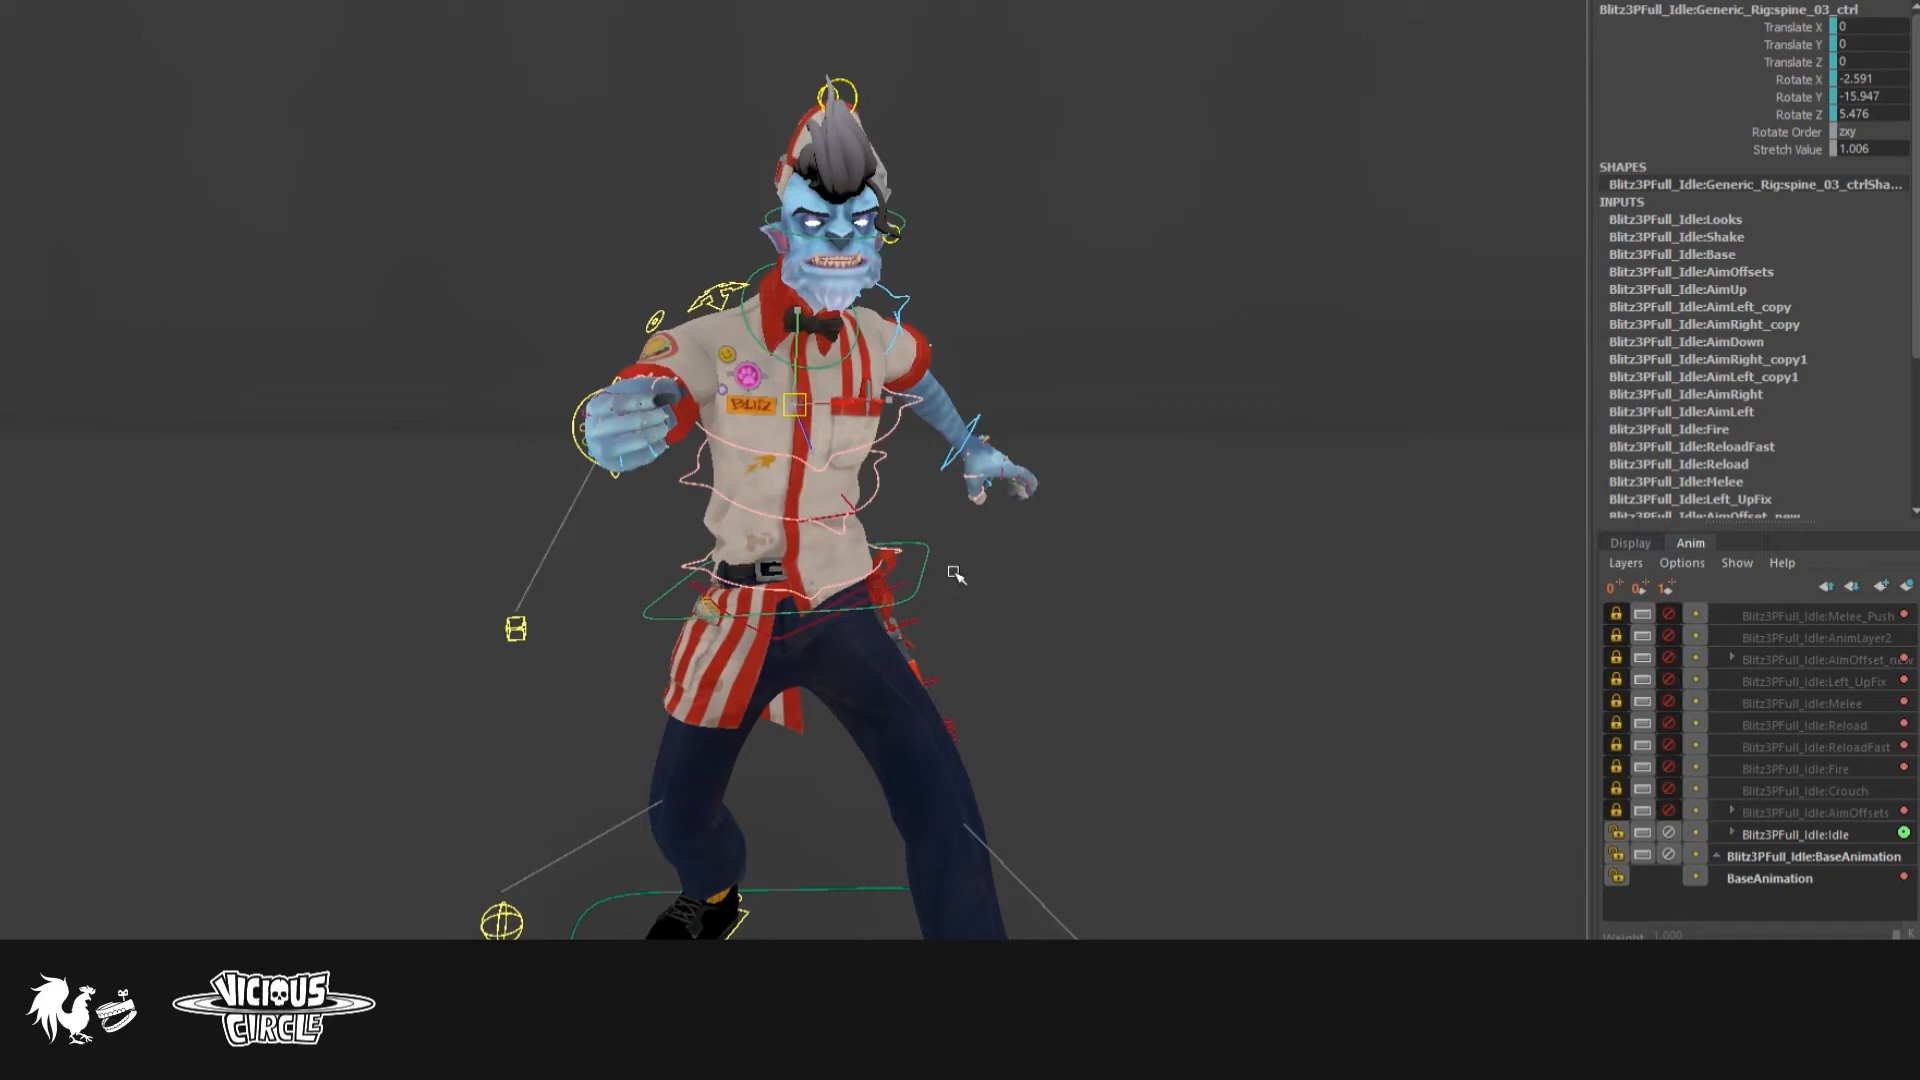 Blitz3PFull_Idle:Generic_Rig:spine_03_ctrl
Translate X 0
Translate Y 0
Translate Z 0
Rotate X -2.591
Rotate Y -15.947
Rotate Z 5.476
Rotate Order zxy
Stretch Value 1.006
SHAPES
Blitz3PFull_Idle:Generic_Rig:spine_03_ctrlSha...
INPUTS
Blitz3PFull_Idle:Looks
Blitz3PFull_Idle:Shake
Blitz3PFull_Idle:Base
Blitz3PFull_Idle:AimOffsets
Blitz3PFull_Idle:AimUp
Blitz3PFull_Idle:AimLeft_copy
Blitz3PFull_Idle:AimRight_copy
Blitz3PFull_Idle:AimDown
Blitz3PFull_Idle:AimRight_copy1
Blitz3PFull_Idle:AimLeft_copy1
Blitz3PFull_Idle:AimRight
Blitz3PFull_Idle:AimLeft
Blitz3PFull_Idle:Fire
Blitz3PFull_Idle:ReloadFast
Blitz3PFull_Idle:Reload
Blitz3PFull_Idle:Melee
Blitz3PFull_Idle:Left_UpFix
Blitz3PFull_Idle:AimOffset_new
Display Anim
Layers Options Show Help
Blitz3PFull_Idle:Melee_Push
Blitz3PFull_Idle:AnimLayer2
Blitz3PFull_Idle:AimOffset_new
Blitz3PFull_Idle:Left_UpFix
Blitz3PFull_Idle:Melee
Blitz3PFull_Idle:Reload
Blitz3PFull_Idle:ReloadFast
Blitz3PFull_Idle:Fire
Blitz3PFull_Idle:Crouch
Blitz3PFull_Idle:AimOffsets
Blitz3PFull_Idle:Idle
Blitz3PFull_Idle:BaseAnimation
BaseAnimation
Weight 1.000 K
BLITZ
VICIOUS
CIRCLE